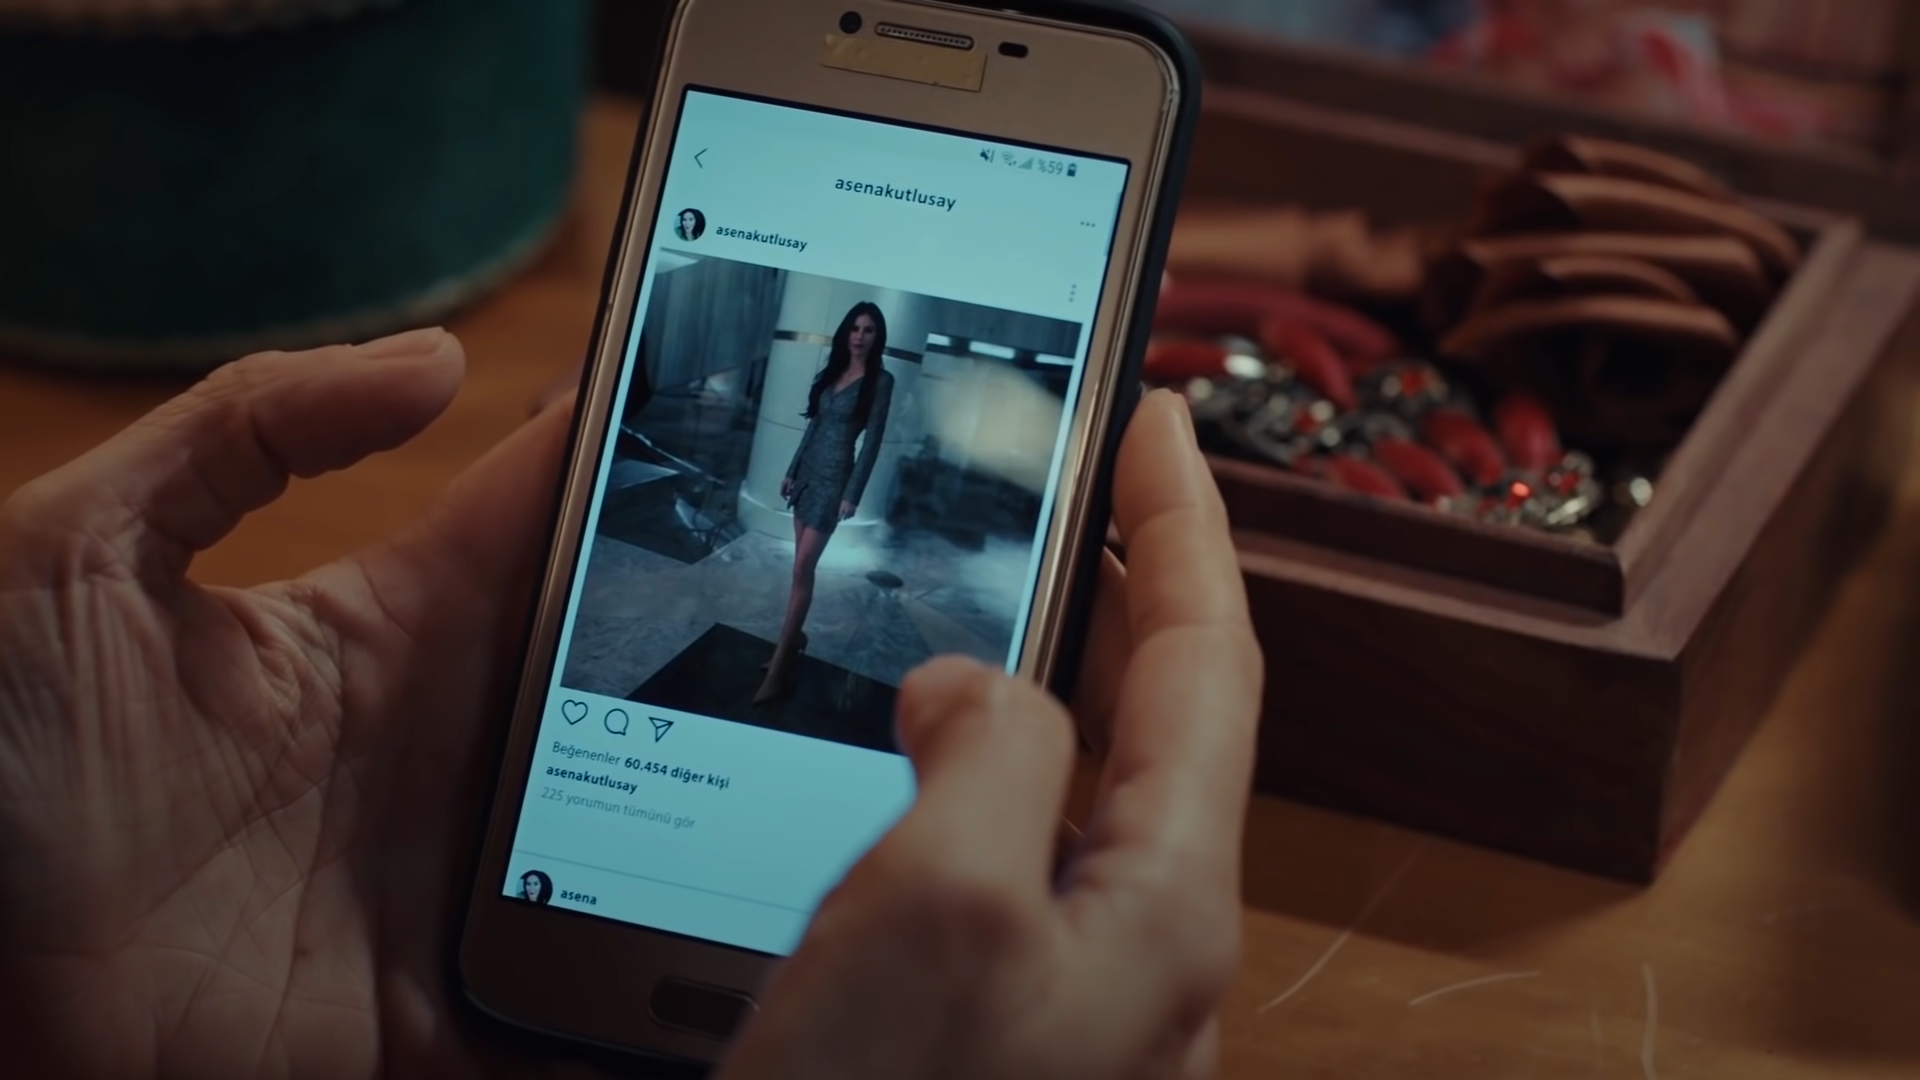 %59
asenakutlusay
asenakutlusay
Beğenenler 60.454 diğer kişi
asenakutlusay
225 yorumun tümünü gör
asena